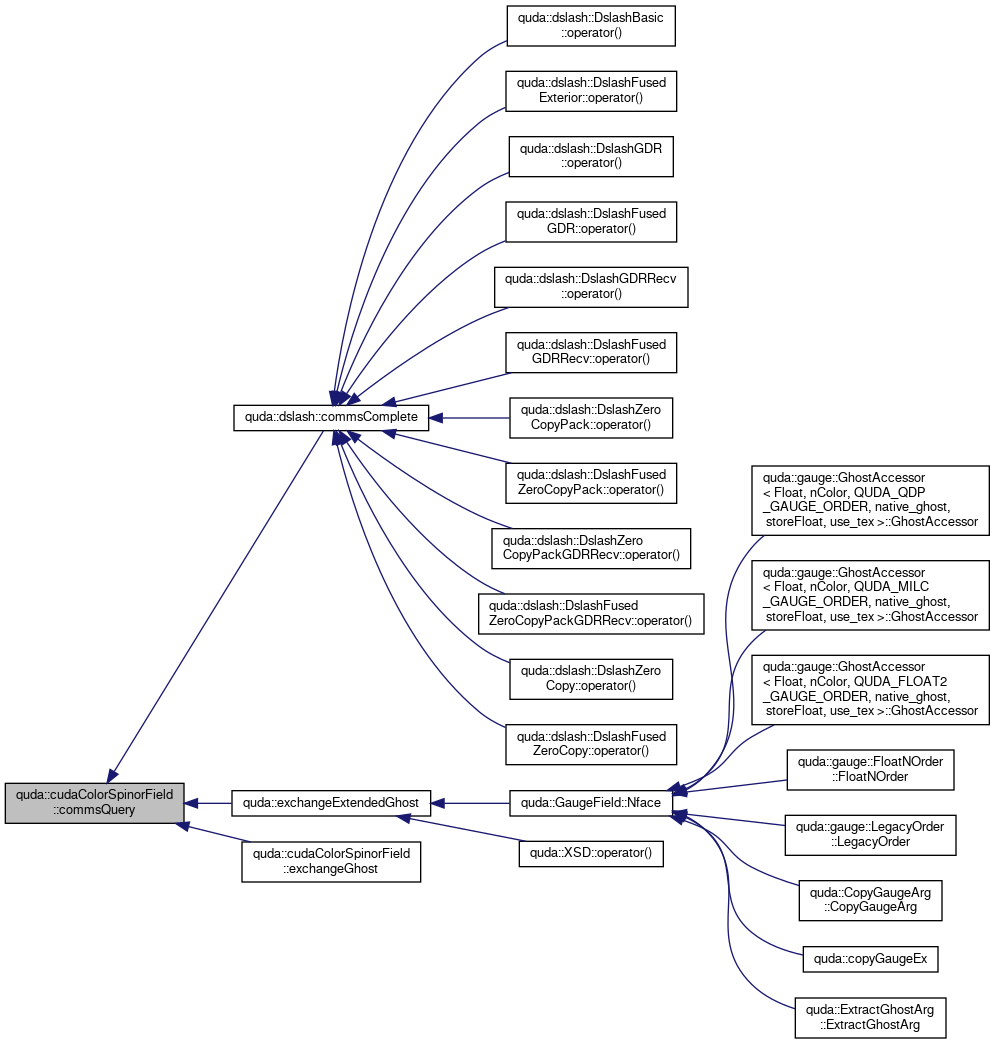 quda::dslash::DslashBasic
::operator()
quda::dslash::DslashFused
Exterior::operator()
quda::dslash::DslashGDR
::operator()
quda::dslash::DslashFused
GDR::operator()
quda::dslash::DslashGDRRecv
::operator()
quda::dslash::DslashFused
GDRRecv::operator()
quda::dslash::commsComplete
quda::dslash::DslashZero
CopyPack::operator()
quda::dslash::DslashFused
ZeroCopyPack::operator()
quda::dslash::DslashZero
CopyPackGDRRecv::operator()
quda::dslash::DslashFused
ZeroCopyPackGDRRecv::operator()
quda::dslash::DslashZero
Copy::operator()
quda::dslash::DslashFused
ZeroCopy::operator()
quda::gauge::GhostAccessor
< Float, nColor, QUDA_QDP
_GAUGE_ORDER, native_ghost,
storeFloat, use_tex >::GhostAccessor
quda::gauge::GhostAccessor
< Float, nColor, QUDA_MILC
_GAUGE_ORDER, native_ghost,
storeFloat, use_tex >::GhostAccessor
quda::gauge::GhostAccessor
< Float, nColor, QUDA_FLOAT2
_GAUGE_ORDER, native_ghost,
storeFloat, use_tex >::GhostAccessor
quda::gauge::FloatNOrder
::FloatNOrder
quda::cudaColorSpinorField
::commsQuery
quda::exchangeExtendedGhost
quda::GaugeField::Nface
quda::gauge::LegacyOrder
::LegacyOrder
quda::cudaColorSpinorField
::exchangeGhost
quda::XSD::operator()
quda::CopyGaugeArg
::CopyGaugeArg
quda::copyGaugeEx
quda::ExtractGhostArg
::ExtractGhostArg